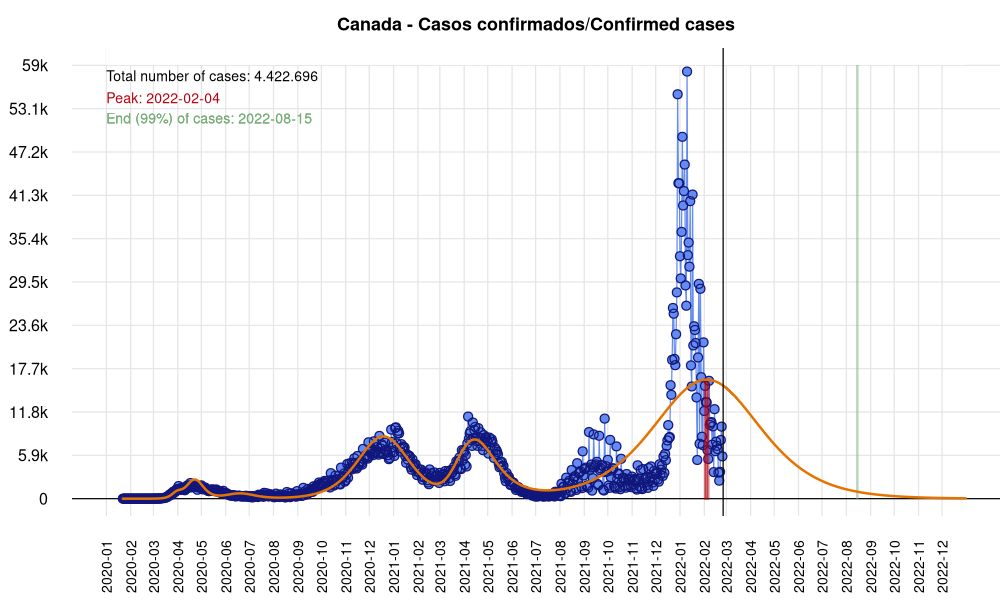 Canada - Casos confirmados/Confirmed cases
Total number of cases: 4.422.696
Peak: 2022-02-04
End (99%) of cases: 2022-08-15
59k
53.1k
47.2k
41.3k
35.4k
29.5k
23.6k
17.7k
11.8k
5.9k
0
2020-01
2020-02
2020-03
2020-04
2020-05
2020-06
2020-07
2020-08
2020-09
2020-10
2020-11
2020-12
2021-01
2021-02
2021-03
2021-04
2021-05
2021-06
2021-07
2021-08
2021-09
2021-10
2021-11
2021-12
2022-01
2022-02
2022-03
2022-04
2022-05
2022-06
2022-07
2022-08
2022-09
2022-10
2022-11
2022-12